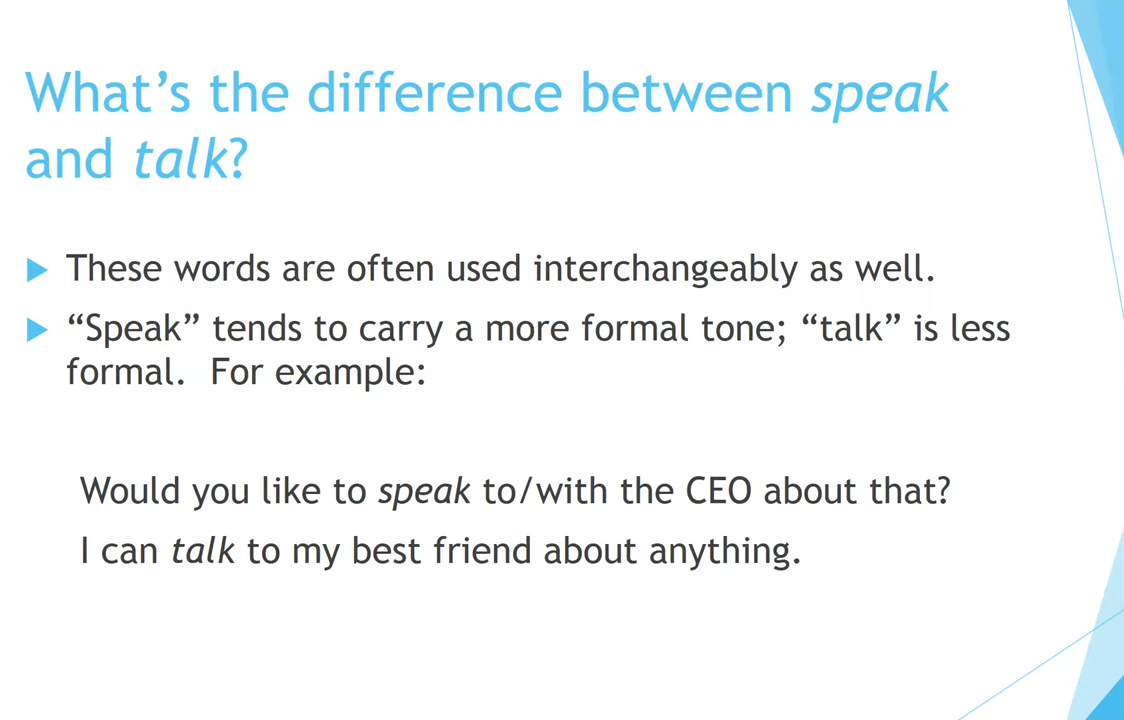 What’s the difference between speak
and talk?
These words are often used interchangeably as well.
“Speak” tends to carry a more formal tone; “talk” is less
formal.  For example:
Would you like to speak to/with the CEO about that?
I can talk to my best friend about anything.